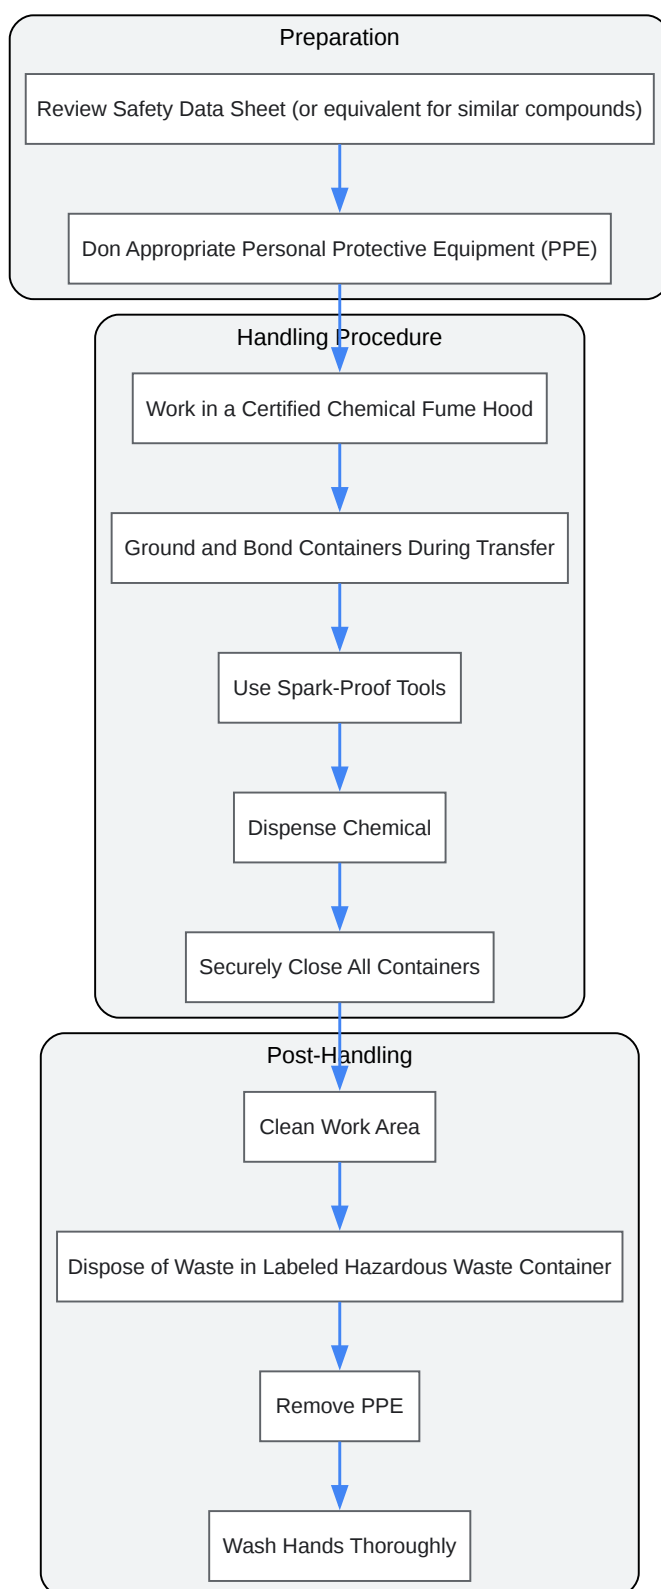 Preparation
Review Safety Data Sheet (or equivalent for similar compounds)
Don Appropriate Personal Protective Equipment (PPE)
Handling Procedure
Work in a Certified Chemical Fume Hood
Ground and Bond Containers During Transfer
Use Spark-Proof Tools
Dispense Chemical
Securely Close All Containers
Post-Handling
Clean Work Area
Dispose of Waste in Labeled Hazardous Waste Container
Remove PPE
Wash Hands Thoroughly